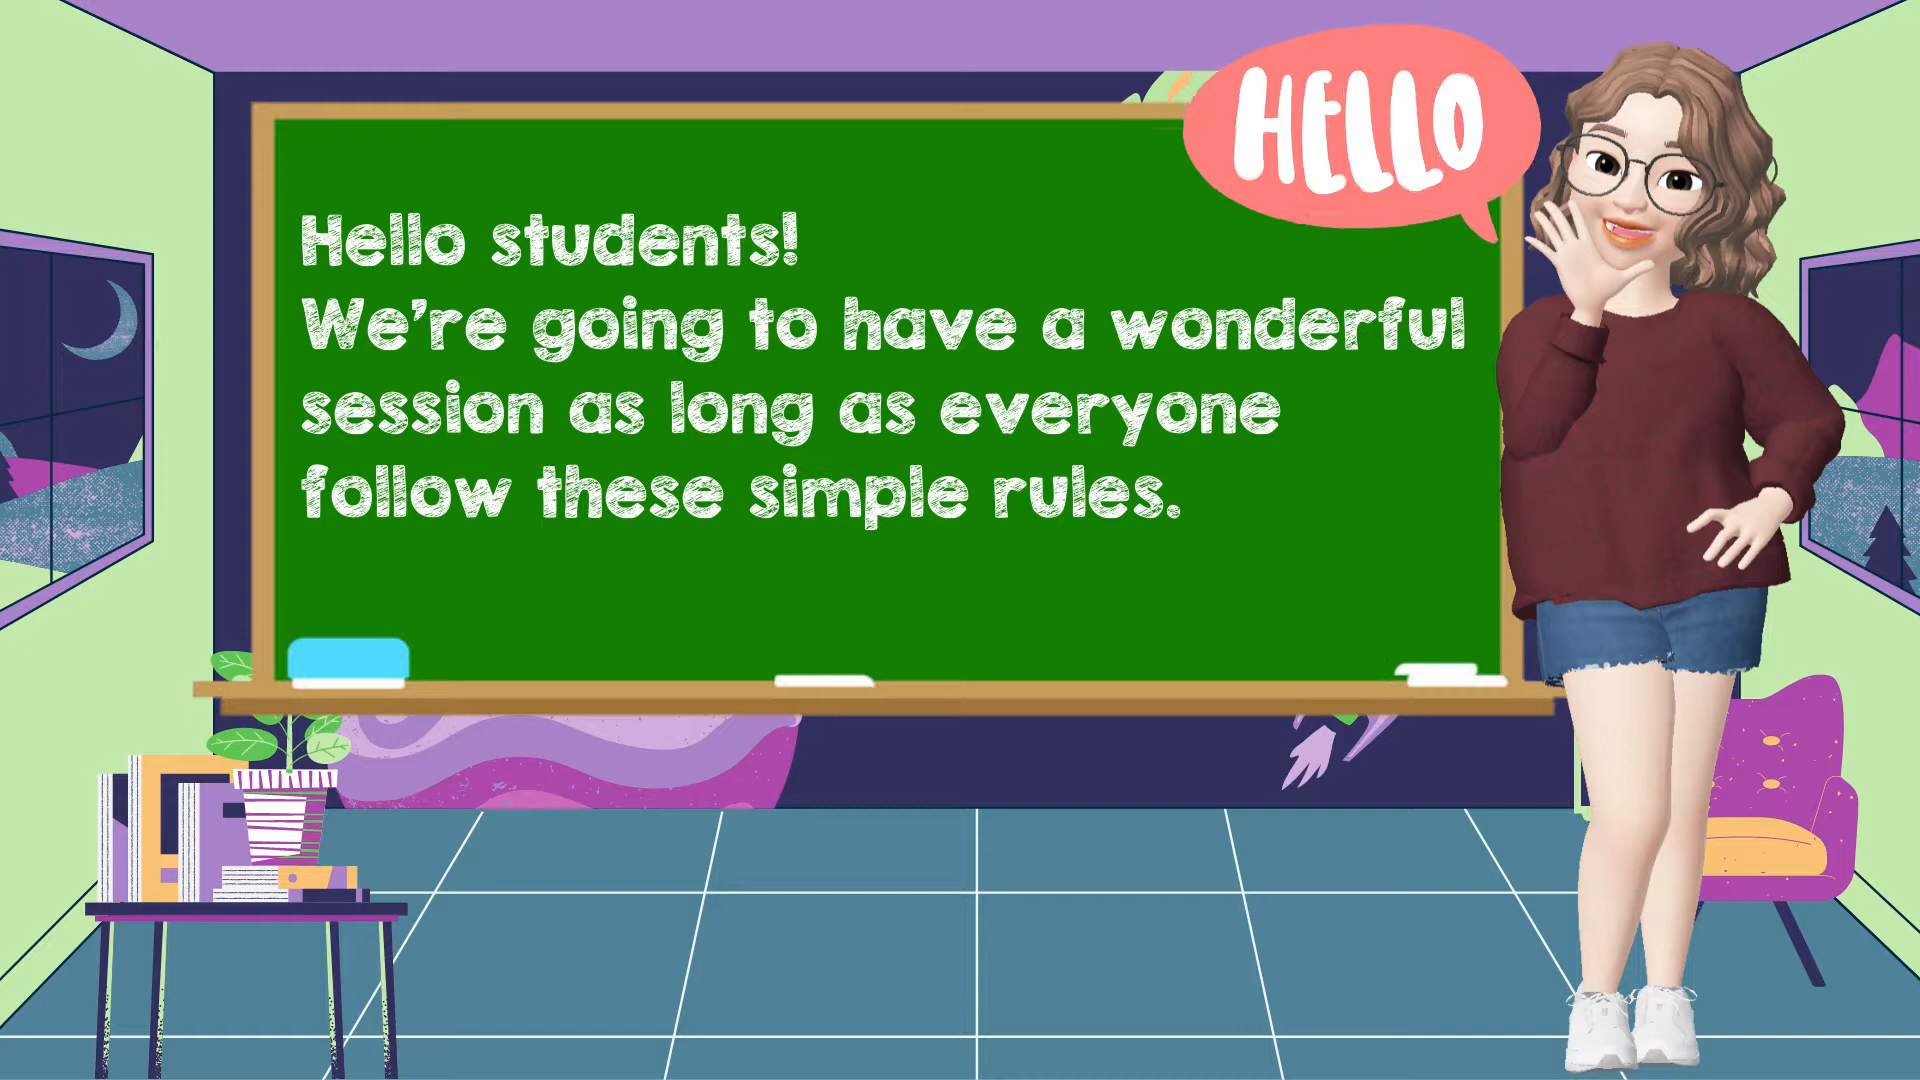 HELLO
Hello students!
We're going to have a wonderful
session as long as everyone
follow these simple rules.